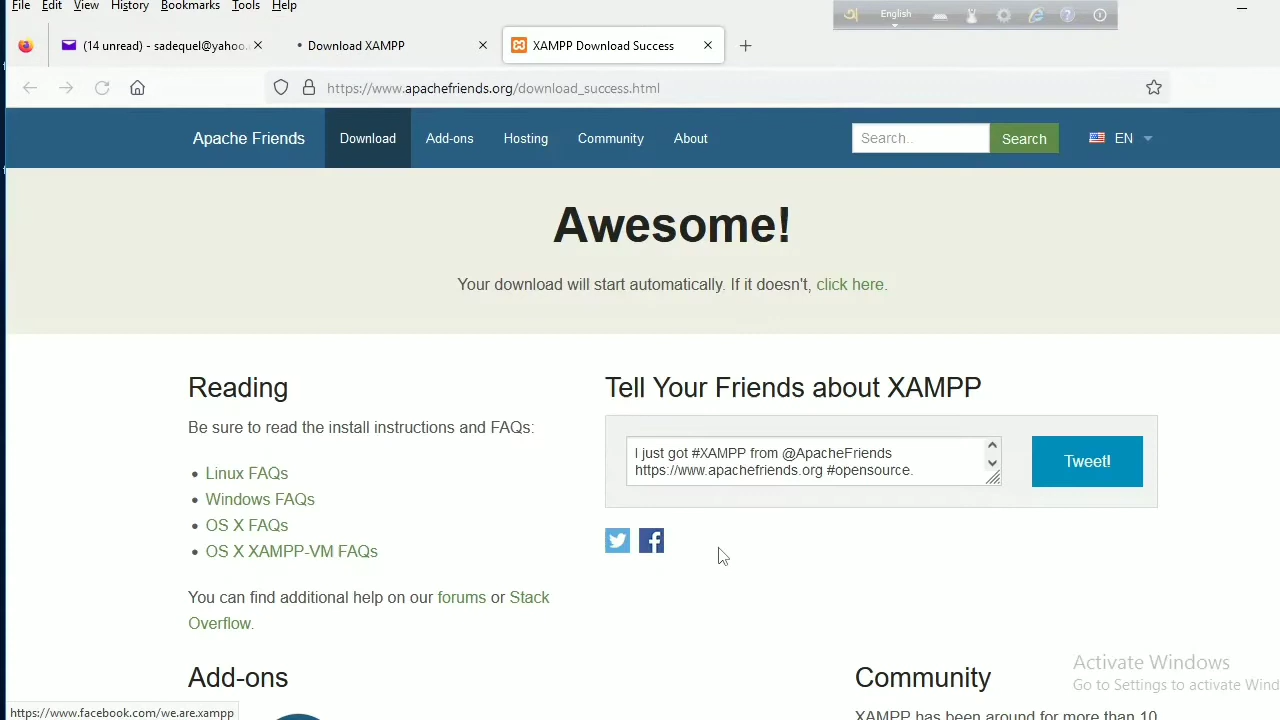 File Edit View History Bookmarks Tools Help
English
(14 unread) - sadequel@yahoo.
Download XAMPP
XAMPP Download Success
https://www.apachefriends.org/download_success.html
Apache Friends Download Add-ons Hosting Community About Search.. Search EN
Awesome!
Your download will start automatically. If it doesn't, click here.
Reading
Be sure to read the install instructions and FAQs:
Linux FAQs
Windows FAQs
OS X FAQs
OS X XAMPP-VM FAQs
You can find additional help on our forums or Stack
Overflow.
Tell Your Friends about XAMPP
I just got #XAMPP from @ApacheFriends
https://www.apachefriends.org #opensource.
Tweet!
Add-ons
Community
XAMPP has been around for more than 10
Activate Windows
Go to Settings to activate Wind
https://www.facebook.com/we.are.xampp